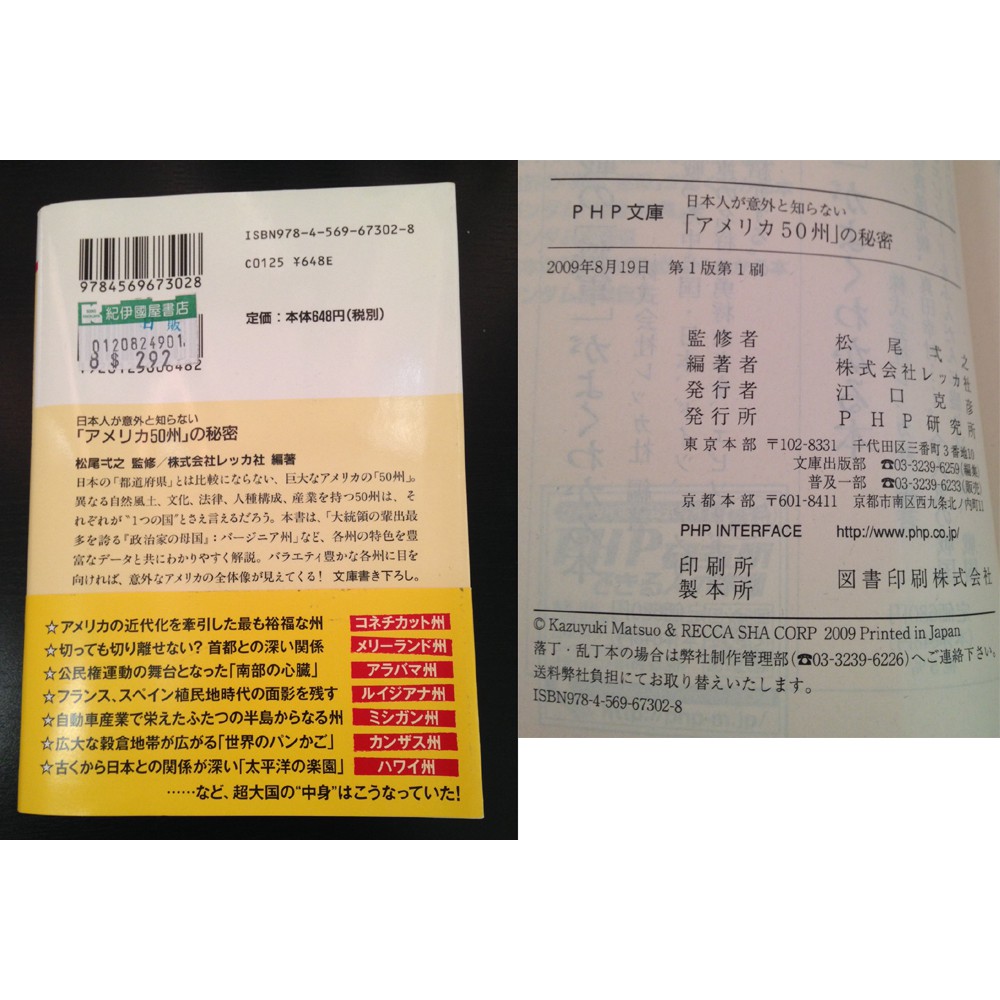 ISBN978-4-569-67302-8
9784569673028
C0125 ¥648E
紀伊國屋書店
定価：本体648円(税別)
0120824901
8 $ 292
日本人が意外と知らない
「アメリカ50州」の秘密
松尾弌之 監修／株式会社レッカ社 編著
日本の「都道府県」とは比較にならない、巨大なアメリカの「50州」。
異なる自然風土、文化、法律、人種構成、産業を持つ50州は、そ
れぞれが“1つの国”とさえ言えるだろう。本書は、「大統領の輩出最
多を誇る『政治家の母国』：バージニア州」など、各州の特色を豊
富なデータと共にわかりやすく解説。バラエティ豊かな各州に目を
向ければ、意外なアメリカの全体像が見えてくる！ 文庫書き下ろし。
☆アメリカの近代化を牽引した最も裕福な州 コネチカット州
☆切っても切り離せない？首都との深い関係 メリーランド州
☆公民権運動の舞台となった「南部の心臓」 アラバマ州
☆フランス、スペイン植民地時代の面影を残す ルイジアナ州
☆自動車産業で栄えたふたつの半島からなる州 ミシガン州
☆広大な穀倉地帯が広がる「世界のパンかご」 カンザス州
☆古くから日本との関係が深い「太平洋の楽園」 ハワイ州
……など、超大国の“中身”はこうなっていた！
PHP文庫 日本人が意外と知らない
「アメリカ50州」の秘密
2009年8月19日 第1版第1刷
監修者 松尾弌之
編著者 株式会社レッカ社
発行者 江口克彦
発行所 PHP研究所
東京本部 〒102-8331 千代田区三番町3番地10
文庫出版部 ☎03-3239-6259(編集)
普及一部 ☎03-3239-6233(販売)
京都本部 〒601-8411 京都市南区西九条北ノ内町11
PHP INTERFACE http://www.php.co.jp/
印刷所
製本所 図書印刷株式会社
© Kazuyuki Matsuo & RECCA SHA CORP 2009 Printed in Japan
落丁・乱丁本の場合は弊社制作管理部(☎03-3239-6226)へご連絡下さい。
送料弊社負担にてお取り替えいたします。
ISBN978-4-569-67302-8